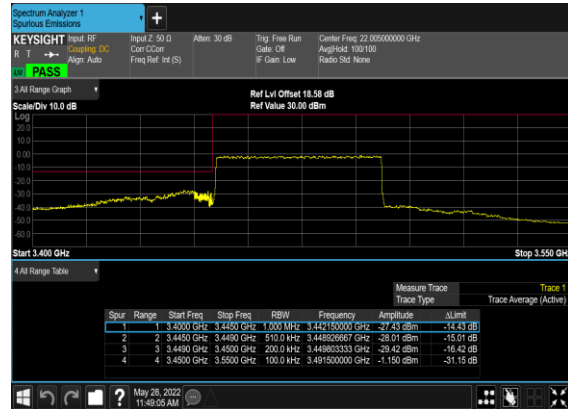 Spectrum Analyzer 1
Spurious Emissions
+
KEYSIGHT Input: RF Input Z: 50 Ω Atten: 30 dB Trig: Free Run Center Freq: 22.005000000 GHz
R T Coupling: DC Corr CCorr Gate: Off Avg|Hold: 100/100
Align: Auto Freq Ref: Int (S) IF Gain: Low Radio Std: None
LXI PASS
3 All Range Graph
Ref Lvl Offset 18.58 dB
Scale/Div 10.0 dB Ref Value 30.00 dBm
Log
20.0
10.0
0.00
-10.0
-20.0
-30.0
-40.0
-50.0
-60.0
Start 3.400 GHz Stop 3.550 GHz
4 All Range Table
Measure Trace Trace 1
Trace Type Trace Average (Active)
Spur Range Start Freq Stop Freq RBW Frequency Amplitude ΔLimit
1 1 3.4000 GHz 3.4450 GHz 1.000 MHz 3.442150000 GHz -27.43 dBm -14.43 dB
2 2 3.4450 GHz 3.4490 GHz 510.0 kHz 3.448926667 GHz -28.01 dBm -15.01 dB
3 3 3.4490 GHz 3.4500 GHz 200.0 kHz 3.449803333 GHz -29.42 dBm -16.42 dB
4 4 3.4500 GHz 3.5500 GHz 100.0 kHz 3.491500000 GHz -1.150 dBm -31.15 dB
? May 28, 2022
11:49:05 AM